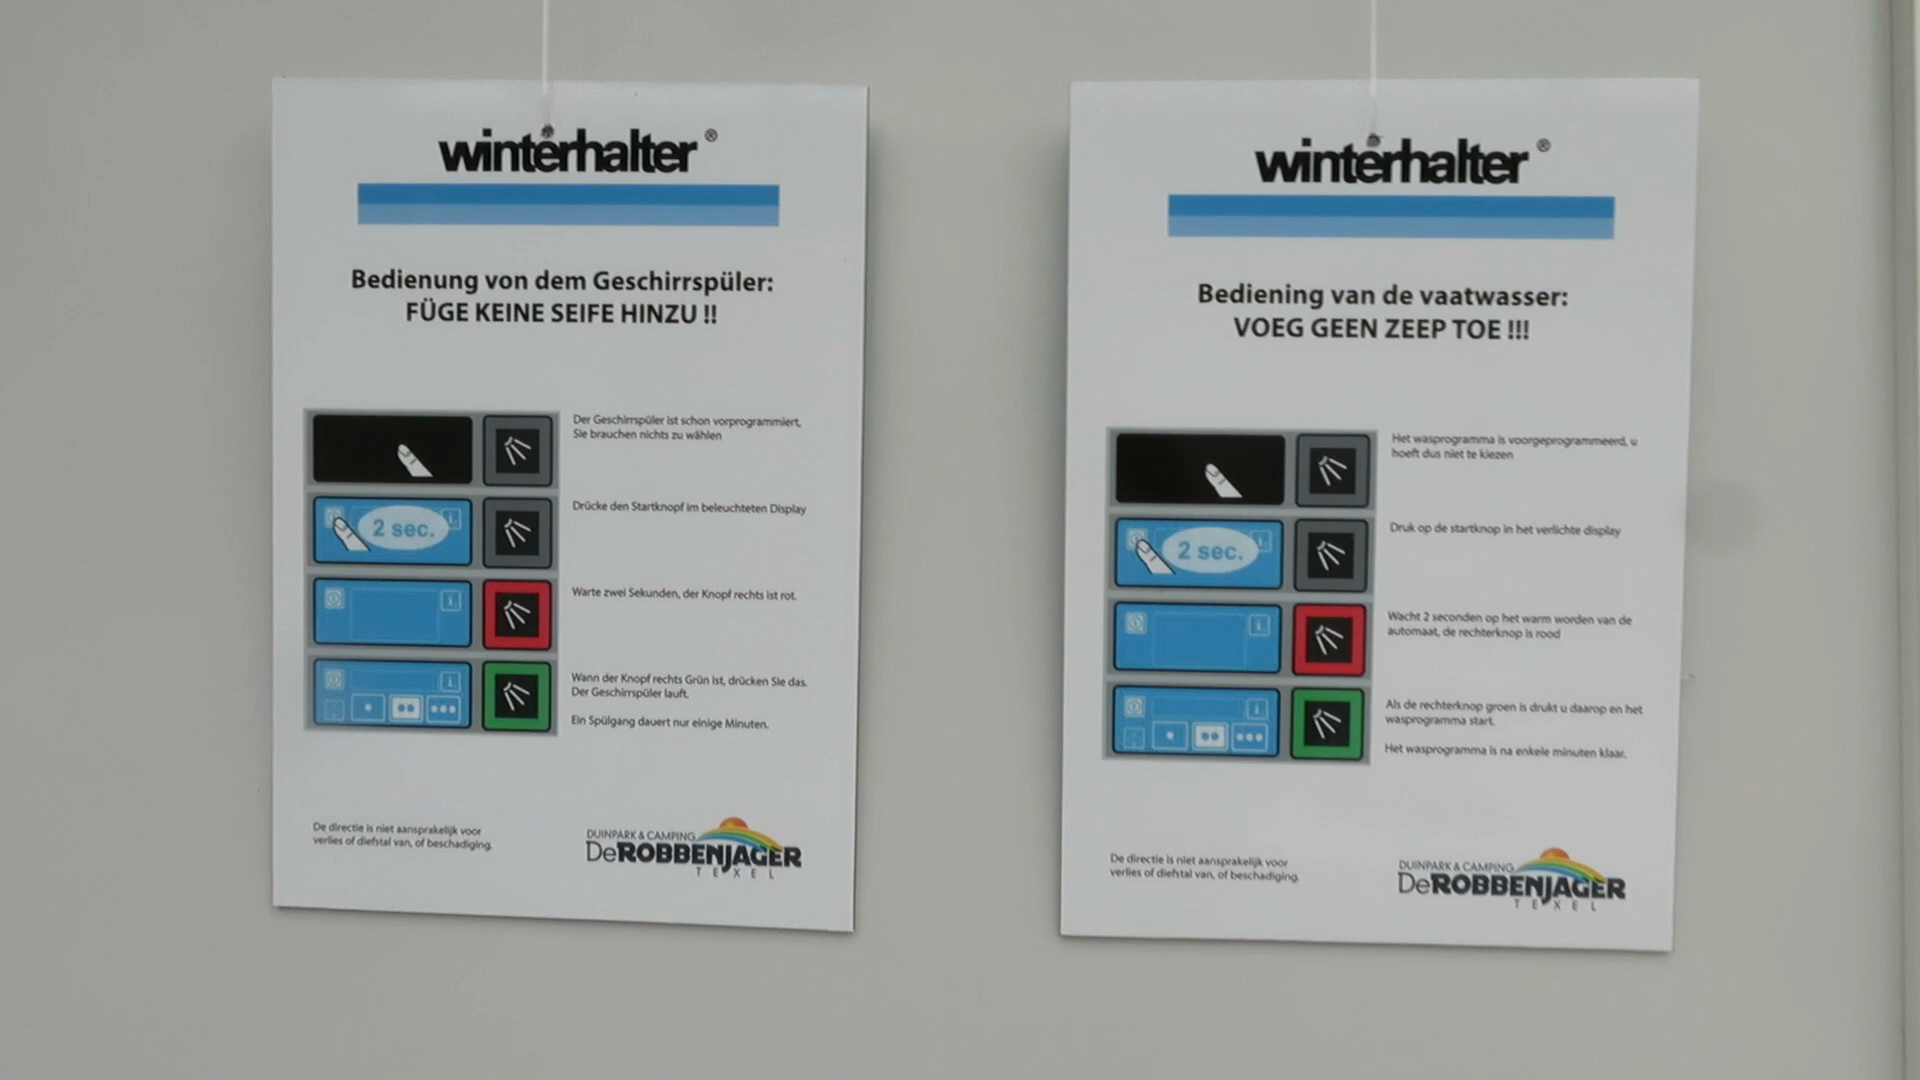 winterhalter ®
Bedienung von dem Geschirrspüler:
FÜGE KEINE SEIFE HINZU !!
Der Geschirrspüler ist schon vorprogrammiert,
Sie brauchen nichts zu wählen
2 sec.
Drücke den Startknopf im beleuchteten Display
Warte zwei Sekunden, der Knopf rechts ist rot.
Wann der Knopf rechts Grün ist, drücken Sie das.
Der Geschirrspüler lauft.
Ein Spülgang dauert nur einige Minuten.
De directie is niet aansprakelijk voor
verlies of diefstal van, of beschadiging.
DUINPARK & CAMPING
De ROBBENJAGER
TEXEL
winterhalter ®
Bediening van de vaatwasser:
VOEG GEEN ZEEP TOE !!!
Het wasprogramma is voorgeprogrammeerd, u
hoeft dus niet te kiezen
2 sec.
Druk op de startknop in het verlichte display
Wacht 2 seconden op het warm worden van de
automaat, de rechterknop is rood
Als de rechterknop groen is drukt u daarop en het
wasprogramma start.
Het wasprogramma is na enkele minuten klaar.
De directie is niet aansprakelijk voor
verlies of diefstal van, of beschadiging.
DUINPARK & CAMPING
De ROBBENJAGER
TEXEL